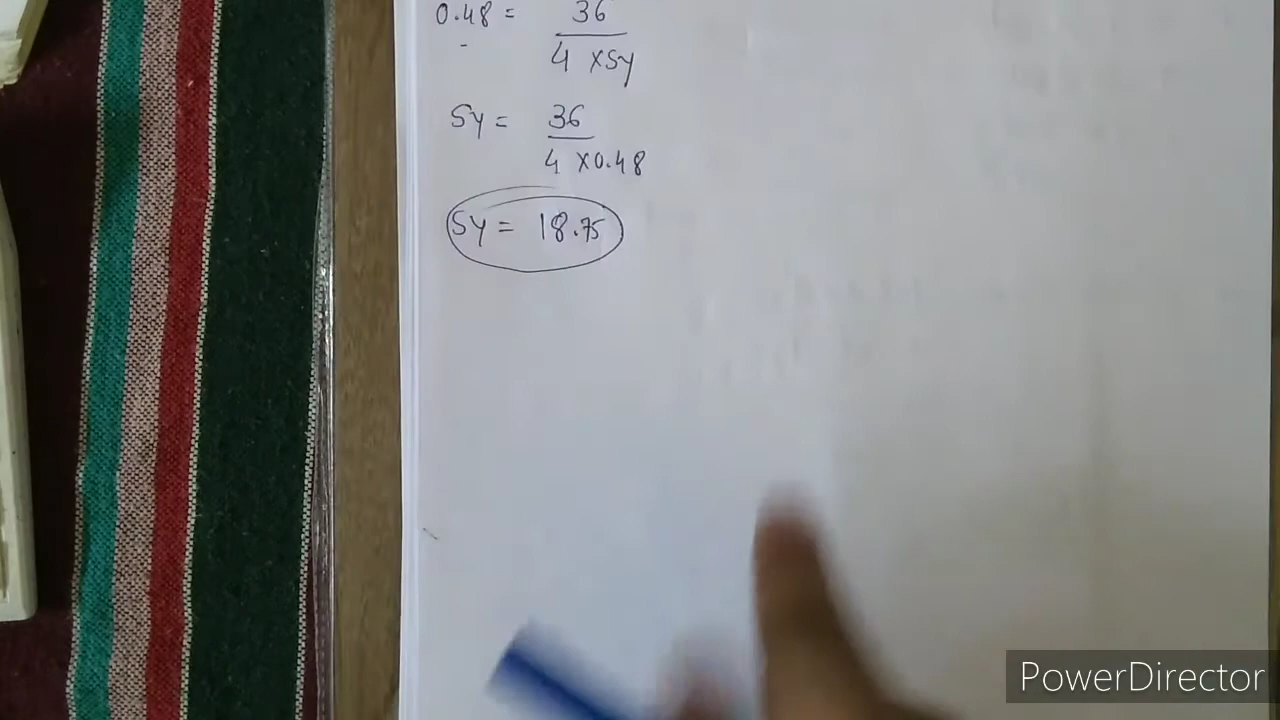 0.48 = 36
4 x Sy
Sy = 36
4 x 0.48
Sy = 18.75
PowerDirector